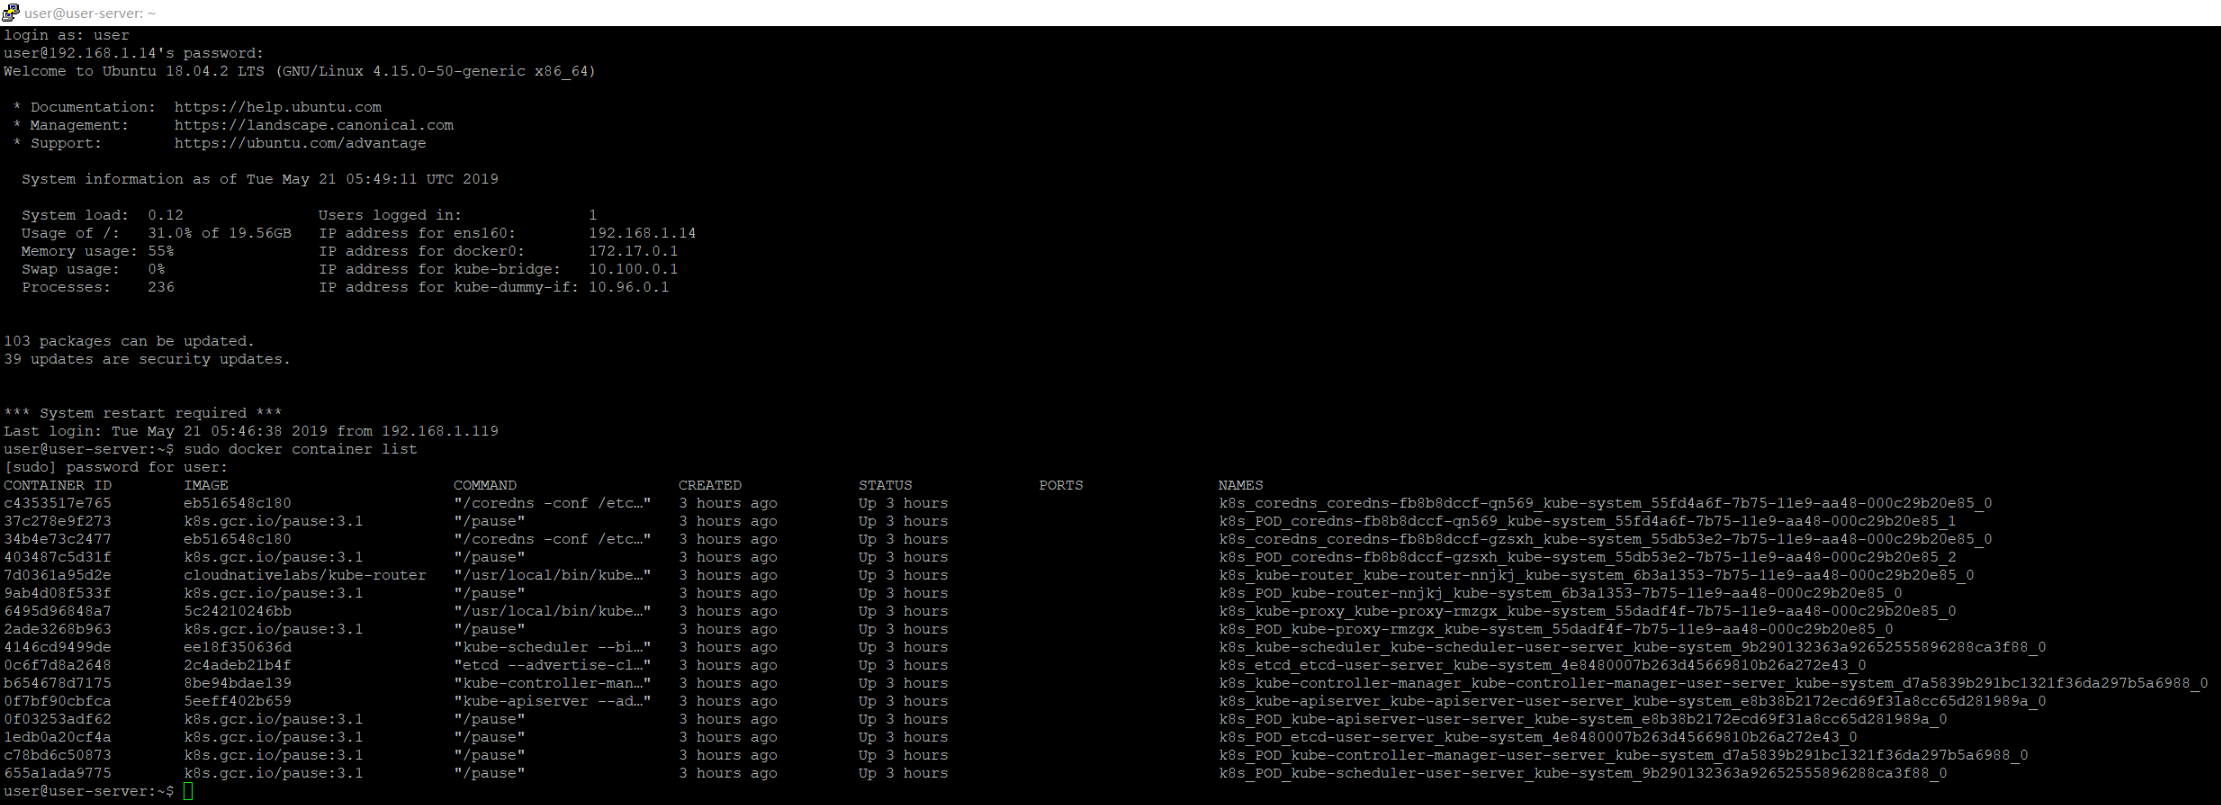 user@user-server: ~
login as: user
user@192.168.1.14's password:
Welcome to Ubuntu 18.04.2 LTS (GNU/Linux 4.15.0-50-generic x86_64)
* Documentation:  https://help.ubuntu.com
* Management:     https://landscape.canonical.com
* Support:        https://ubuntu.com/advantage
System information as of Tue May 21 05:49:11 UTC 2019
System load:  0.12               Users logged in:              1
Usage of /:   31.0% of 19.56GB   IP address for ens160:        192.168.1.14
Memory usage: 55%                IP address for docker0:       172.17.0.1
Swap usage:   0%                 IP address for kube-bridge:   10.100.0.1
Processes:    236                IP address for kube-dummy-if: 10.96.0.1
103 packages can be updated.
39 updates are security updates.
*** System restart required ***
Last login: Tue May 21 05:46:38 2019 from 192.168.1.119
user@user-server:~$ sudo docker container list
[sudo] password for user:
CONTAINER ID        IMAGE                         COMMAND                  CREATED             STATUS              PORTS               NAMES
c4353517e765        eb516548c180                  "/coredns -conf /etc…"   3 hours ago         Up 3 hours                              k8s_coredns_coredns-fb8b8dccf-qn569_kube-system_55fd4a6f-7b75-11e9-aa48-000c29b20e85_0
37c278e9f273        k8s.gcr.io/pause:3.1          "/pause"                 3 hours ago         Up 3 hours                              k8s_POD_coredns-fb8b8dccf-qn569_kube-system_55fd4a6f-7b75-11e9-aa48-000c29b20e85_1
34b4e73c2477        eb516548c180                  "/coredns -conf /etc…"   3 hours ago         Up 3 hours                              k8s_coredns_coredns-fb8b8dccf-gzsxh_kube-system_55db53e2-7b75-11e9-aa48-000c29b20e85_0
403487c5d31f        k8s.gcr.io/pause:3.1          "/pause"                 3 hours ago         Up 3 hours                              k8s_POD_coredns-fb8b8dccf-gzsxh_kube-system_55db53e2-7b75-11e9-aa48-000c29b20e85_2
7d0361a95d2e        cloudnativelabs/kube-router   "/usr/local/bin/kube…"   3 hours ago         Up 3 hours                              k8s_kube-router_kube-router-nnjkj_kube-system_6b3a1353-7b75-11e9-aa48-000c29b20e85_0
9ab4d08f533f        k8s.gcr.io/pause:3.1          "/pause"                 3 hours ago         Up 3 hours                              k8s_POD_kube-router-nnjkj_kube-system_6b3a1353-7b75-11e9-aa48-000c29b20e85_0
6495d96848a7        5c24210246bb                  "/usr/local/bin/kube…"   3 hours ago         Up 3 hours                              k8s_kube-proxy_kube-proxy-rmzgx_kube-system_55dadf4f-7b75-11e9-aa48-000c29b20e85_0
2ade3268b963        k8s.gcr.io/pause:3.1          "/pause"                 3 hours ago         Up 3 hours                              k8s_POD_kube-proxy-rmzgx_kube-system_55dadf4f-7b75-11e9-aa48-000c29b20e85_0
4146cd9499de        ee18f350636d                  "kube-scheduler --bi…"   3 hours ago         Up 3 hours                              k8s_kube-scheduler_kube-scheduler-user-server_kube-system_9b290132363a92652555896288ca3f88_0
0c6f7d8a2648        2c4adeb21b4f                  "etcd --advertise-cl…"   3 hours ago         Up 3 hours                              k8s_etcd_etcd-user-server_kube-system_4e8480007b263d45669810b26a272e43_0
b654678d7175        8be94bdae139                  "kube-controller-man…"   3 hours ago         Up 3 hours                              k8s_kube-controller-manager_kube-controller-manager-user-server_kube-system_d7a5839b291bc1321f36da297b5a6988_0
0f7bf90cbfca        5eeff402b659                  "kube-apiserver --ad…"   3 hours ago         Up 3 hours                              k8s_kube-apiserver_kube-apiserver-user-server_kube-system_e8b38b2172ecd69f31a8cc65d281989a_0
0f03253adf62        k8s.gcr.io/pause:3.1          "/pause"                 3 hours ago         Up 3 hours                              k8s_POD_kube-apiserver-user-server_kube-system_e8b38b2172ecd69f31a8cc65d281989a_0
1edb0a20cf4a        k8s.gcr.io/pause:3.1          "/pause"                 3 hours ago         Up 3 hours                              k8s_POD_etcd-user-server_kube-system_4e8480007b263d45669810b26a272e43_0
c78bd6c50873        k8s.gcr.io/pause:3.1          "/pause"                 3 hours ago         Up 3 hours                              k8s_POD_kube-controller-manager-user-server_kube-system_d7a5839b291bc1321f36da297b5a6988_0
655a1ada9775        k8s.gcr.io/pause:3.1          "/pause"                 3 hours ago         Up 3 hours                              k8s_POD_kube-scheduler-user-server_kube-system_9b290132363a92652555896288ca3f88_0
user@user-server:~$